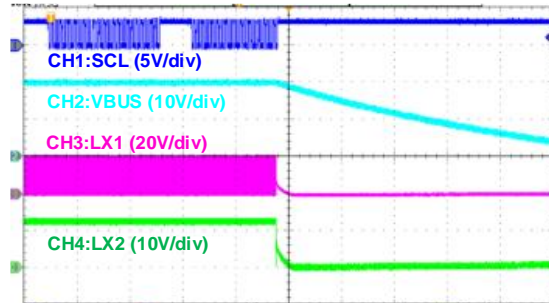 CH1:SCL (5V/div)
CH2:VBUS (10V/div)
CH3:LX1 (20V/div)
CH4:LX2 (10V/div)